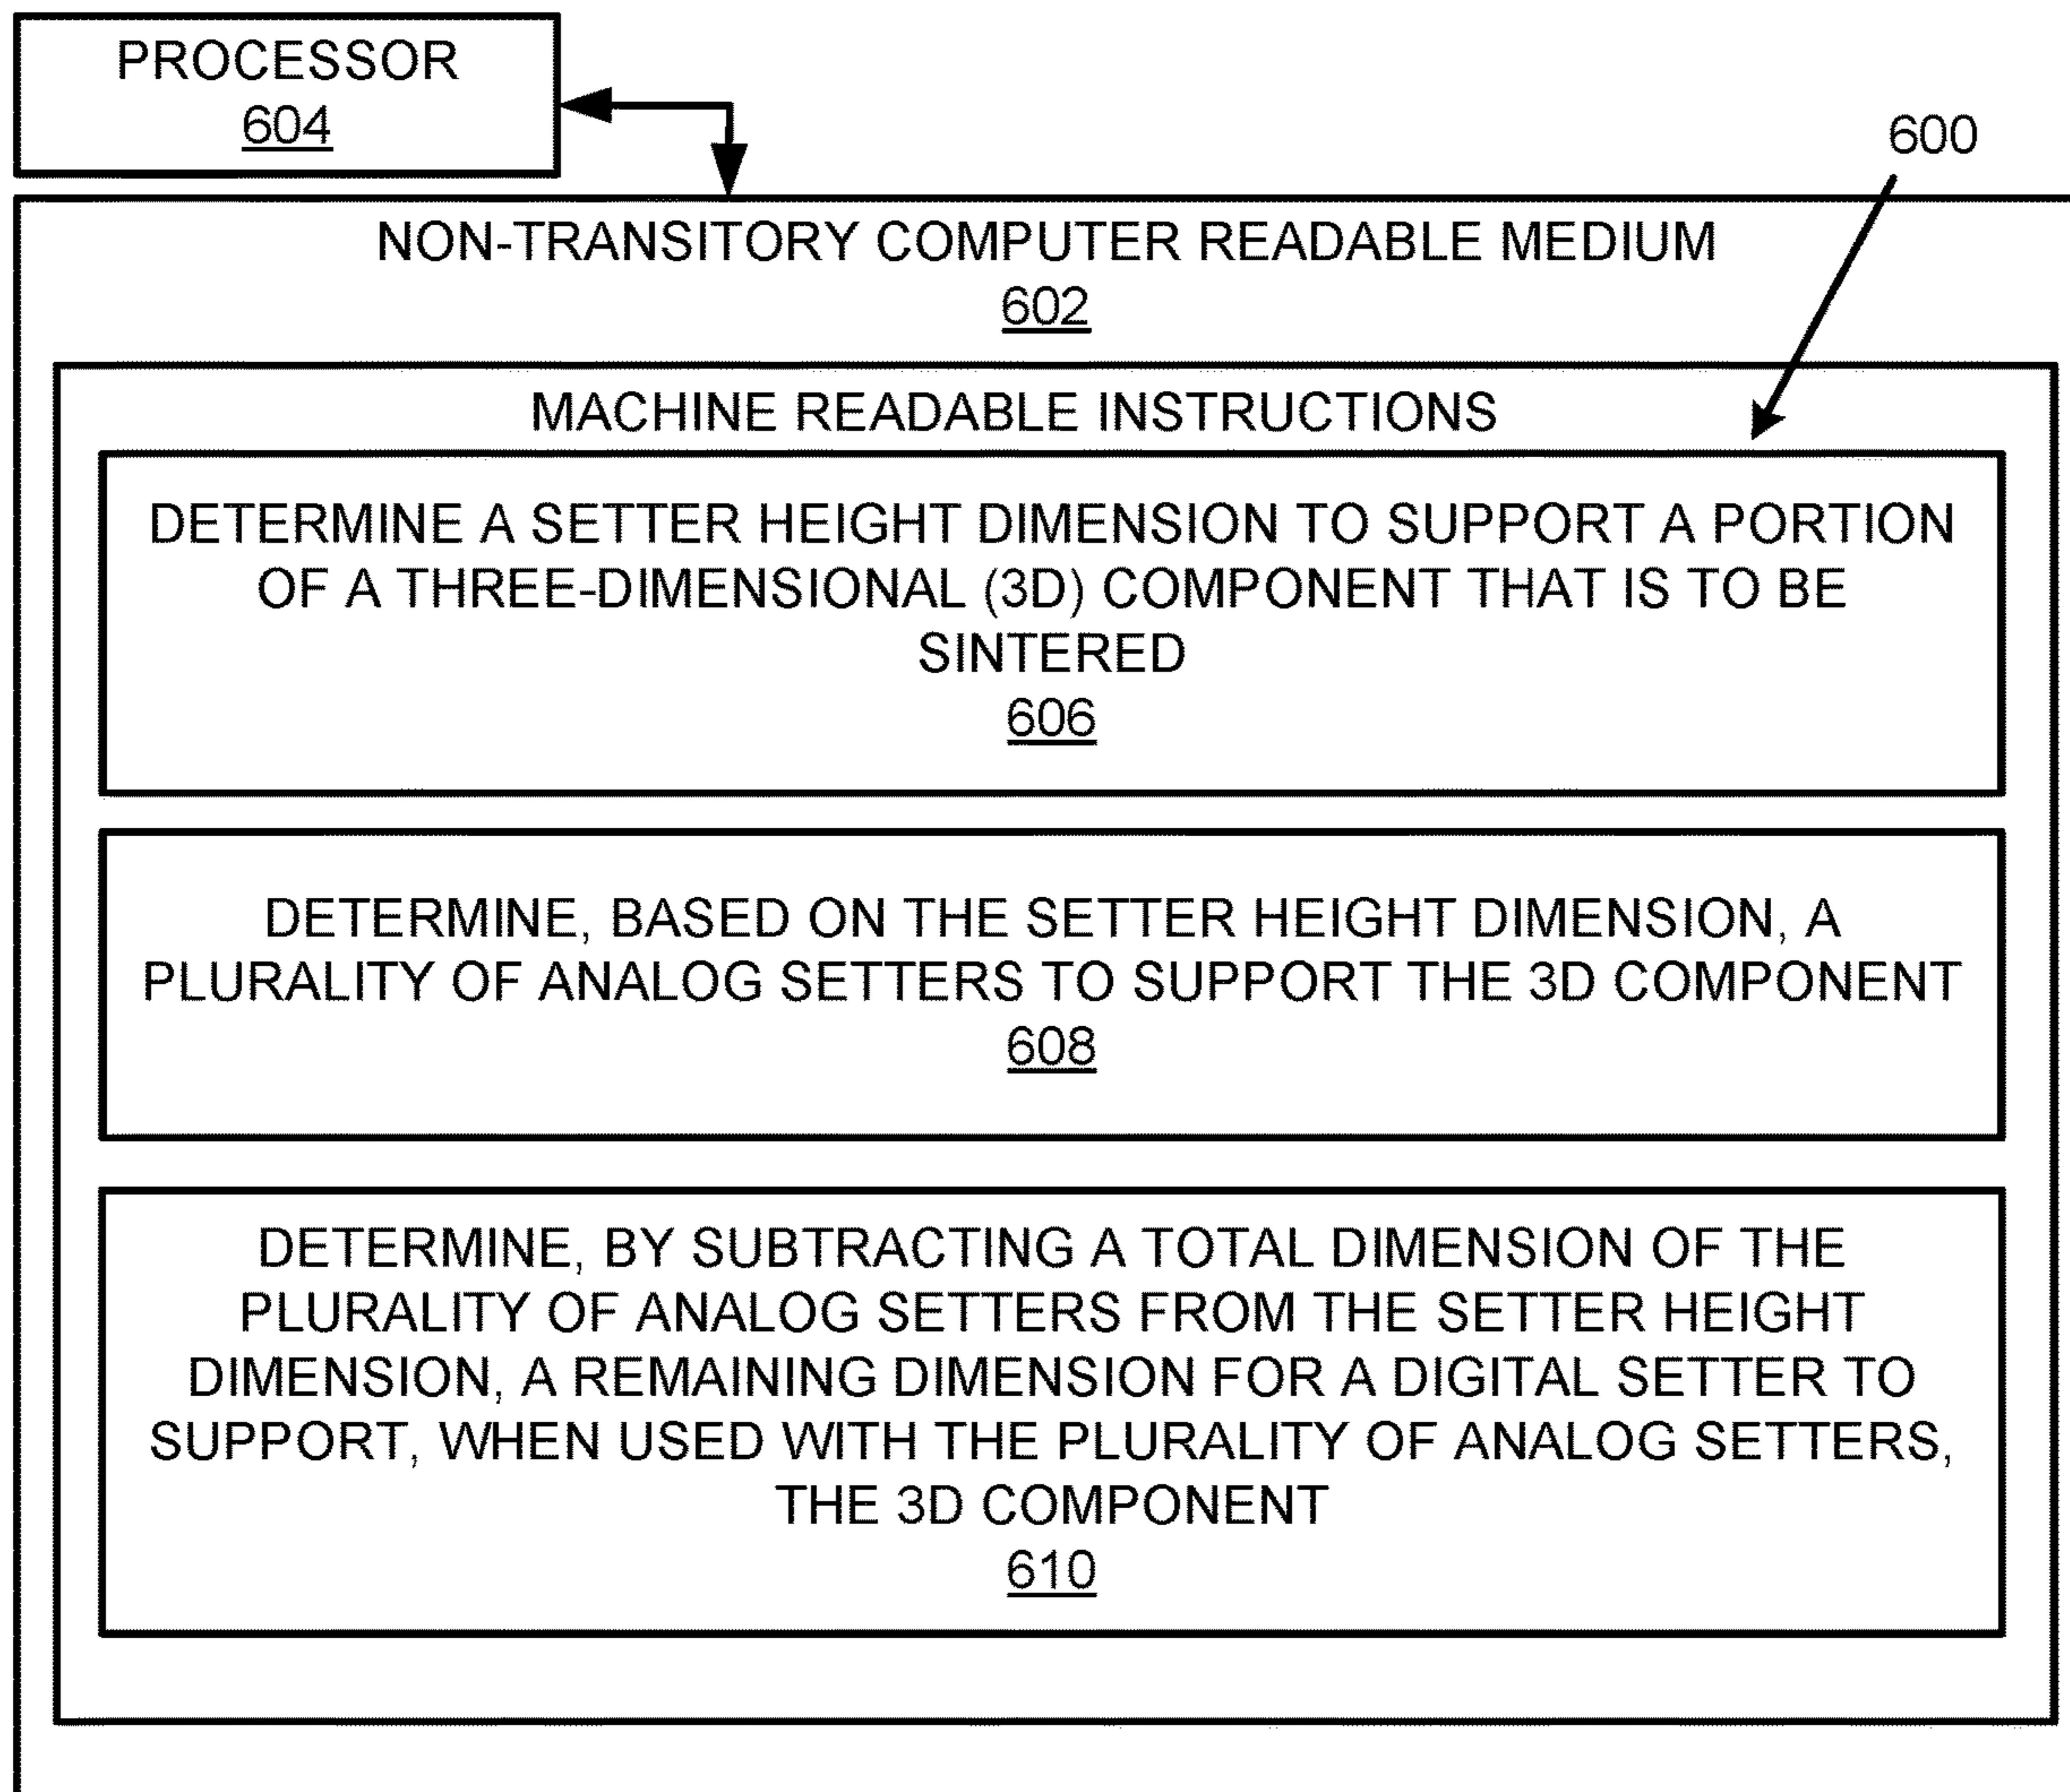 PROCESSOR
604
600
NON-TRANSITORY COMPUTER READABLE MEDIUM
602
MACHINE READABLE INSTRUCTIONS
DETERMINE A SETTER HEIGHT DIMENSION TO SUPPORT A PORTION
OF A THREE-DIMENSIONAL (3D) COMPONENT THAT IS TO BE
SINTERED
606
DETERMINE, BASED ON THE SETTER HEIGHT DIMENSION, A
PLURALITY OF ANALOG SETTERS TO SUPPORT THE 3D COMPONENT
608
DETERMINE, BY SUBTRACTING A TOTAL DIMENSION OF THE
PLURALITY OF ANALOG SETTERS FROM THE SETTER HEIGHT
DIMENSION, A REMAINING DIMENSION FOR A DIGITAL SETTER TO
SUPPORT, WHEN USED WITH THE PLURALITY OF ANALOG SETTERS,
THE 3D COMPONENT
610